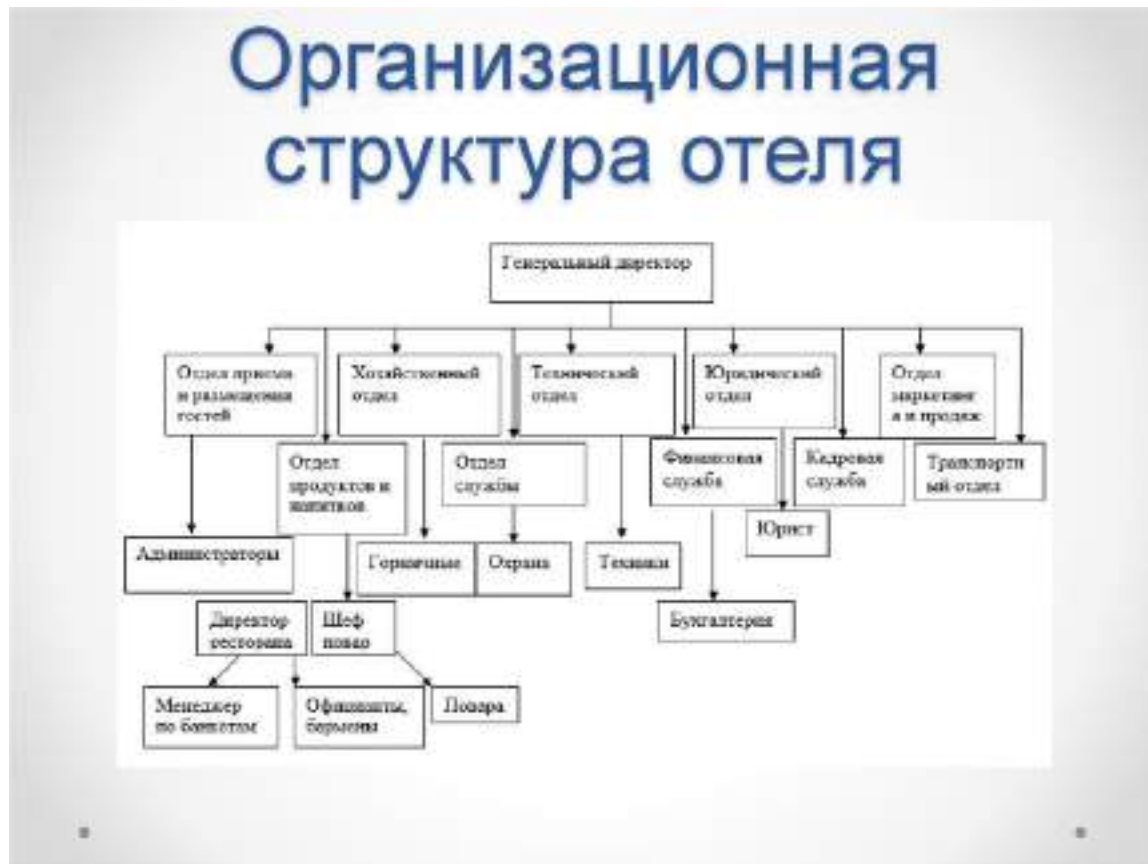 Организационная
структура отеля
Генеральный директор
Отдел приема
и размещения
гостей
Хозяйственный
отдел
Технический
отдел
Юридический
отдел
Отдел
маркетинг
а и продаж
Отдел
продуктов и
напитков
Отдел
службы
Финансовая
служба
Кадровая
служба
Транспортн
ый отдел
Администраторы
Горничные
Охрана
Техники
Юрист
Директор
ресторана
Шеф
повар
Бухгалтерия
Менеджер
по банкетам
Официанты,
бармены
Повара